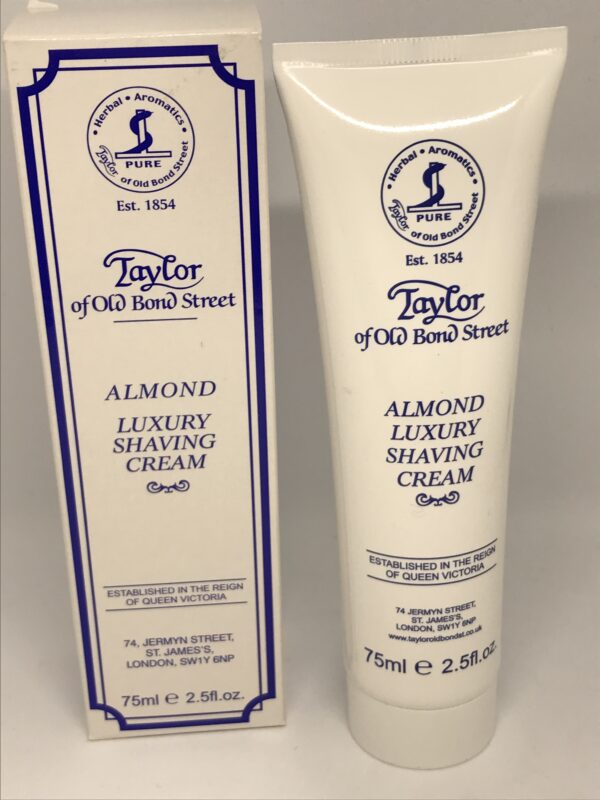 Herbal • Aromatics •
PURE
Taylor of Old Bond Street
Est. 1854
Taylor
of Old Bond Street
ALMOND
LUXURY
SHAVING
CREAM
ESTABLISHED IN THE REIGN
OF QUEEN VICTORIA
74, JERMYN STREET,
ST. JAMES'S,
LONDON, SW1Y 6NP
75ml e 2.5fl.oz.
Herbal • Aromatics •
PURE
Taylor of Old Bond Street
Est. 1854
Taylor
of Old Bond Street
ALMOND
LUXURY
SHAVING
CREAM
ESTABLISHED IN THE REIGN
OF QUEEN VICTORIA
74 JERMYN STREET,
ST. JAMES'S,
LONDON, SW1Y 6NP
www.tayloroldbondst.co.uk
75ml e 2.5fl.oz.